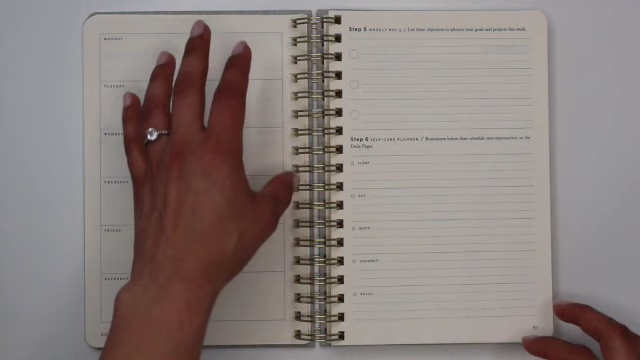 MONDAY
TUESDAY
WEDNES
THURSDAY
FRIDAY
SATURDAY
Step 5 WEEKLY BIG 3 / List three objectives to advance your goals and projects this week.
Step 6 SELF-CARE PLANNER / Brainstorm below then schedule your rejuvenation on the
Daily Pages.
SLEEP
EAT
MOVE
CONNECT
RELAX